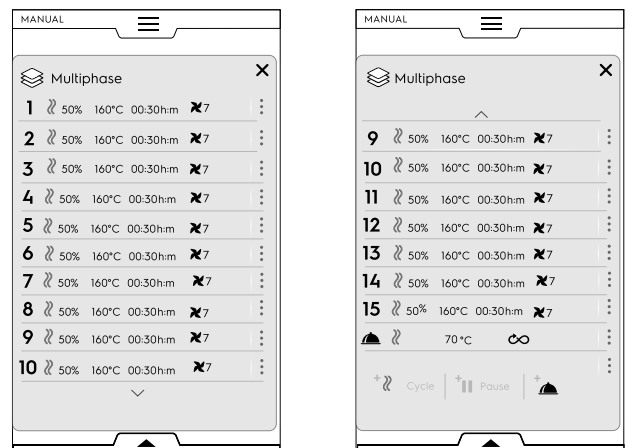 MANUAL
Multiphase
1 50% 160°C 00:30h:m 7
2 50% 160°C 00:30h:m 7
3 50% 160°C 00:30h:m 7
4 50% 160°C 00:30h:m 7
5 50% 160°C 00:30h:m 7
6 50% 160°C 00:30h:m 7
7 50% 160°C 00:30h:m 7
8 50% 160°C 00:30h:m 7
9 50% 160°C 00:30h:m 7
10 50% 160°C 00:30h:m 7
MANUAL
Multiphase
9 50% 160°C 00:30h:m 7
10 50% 160°C 00:30h:m 7
11 50% 160°C 00:30h:m 7
12 50% 160°C 00:30h:m 7
13 50% 160°C 00:30h:m 7
14 50% 160°C 00:30h:m 7
15 50% 160°C 00:30h:m 7
70 °C
+ Cycle + Pause +